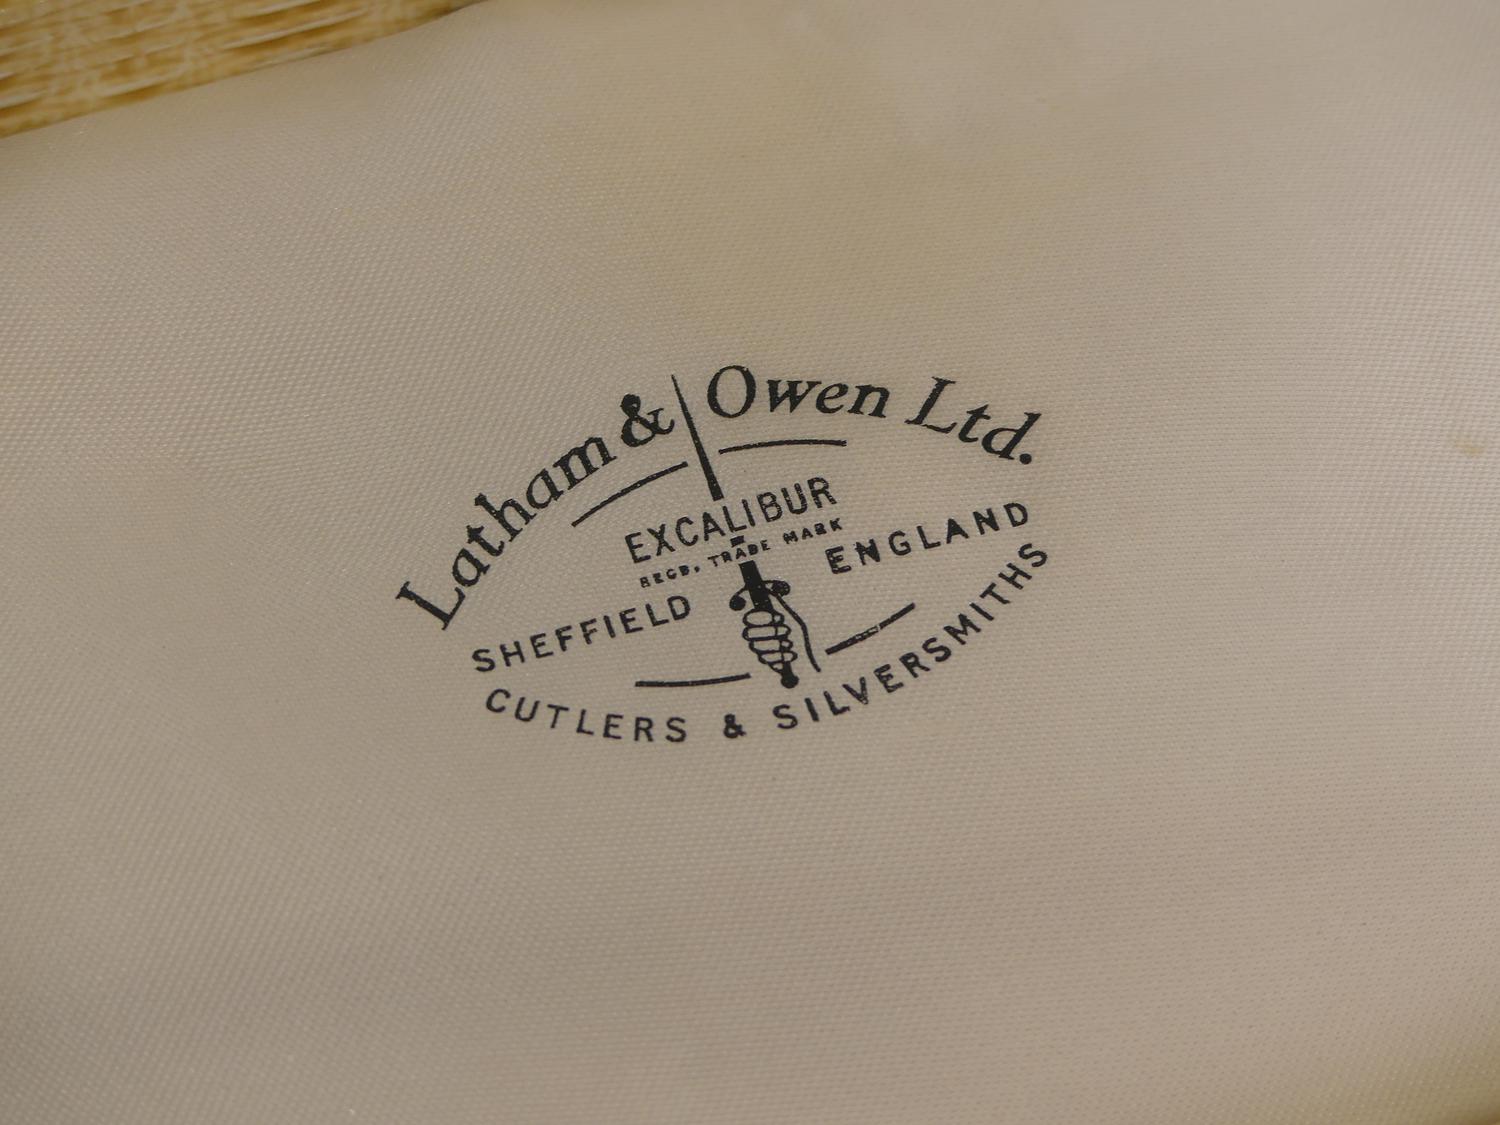 Latham & Owen Ltd.
EXCALIBUR
REGD. TRADE MARK
SHEFFIELD ENGLAND
CUTLERS & SILVERSMITHS